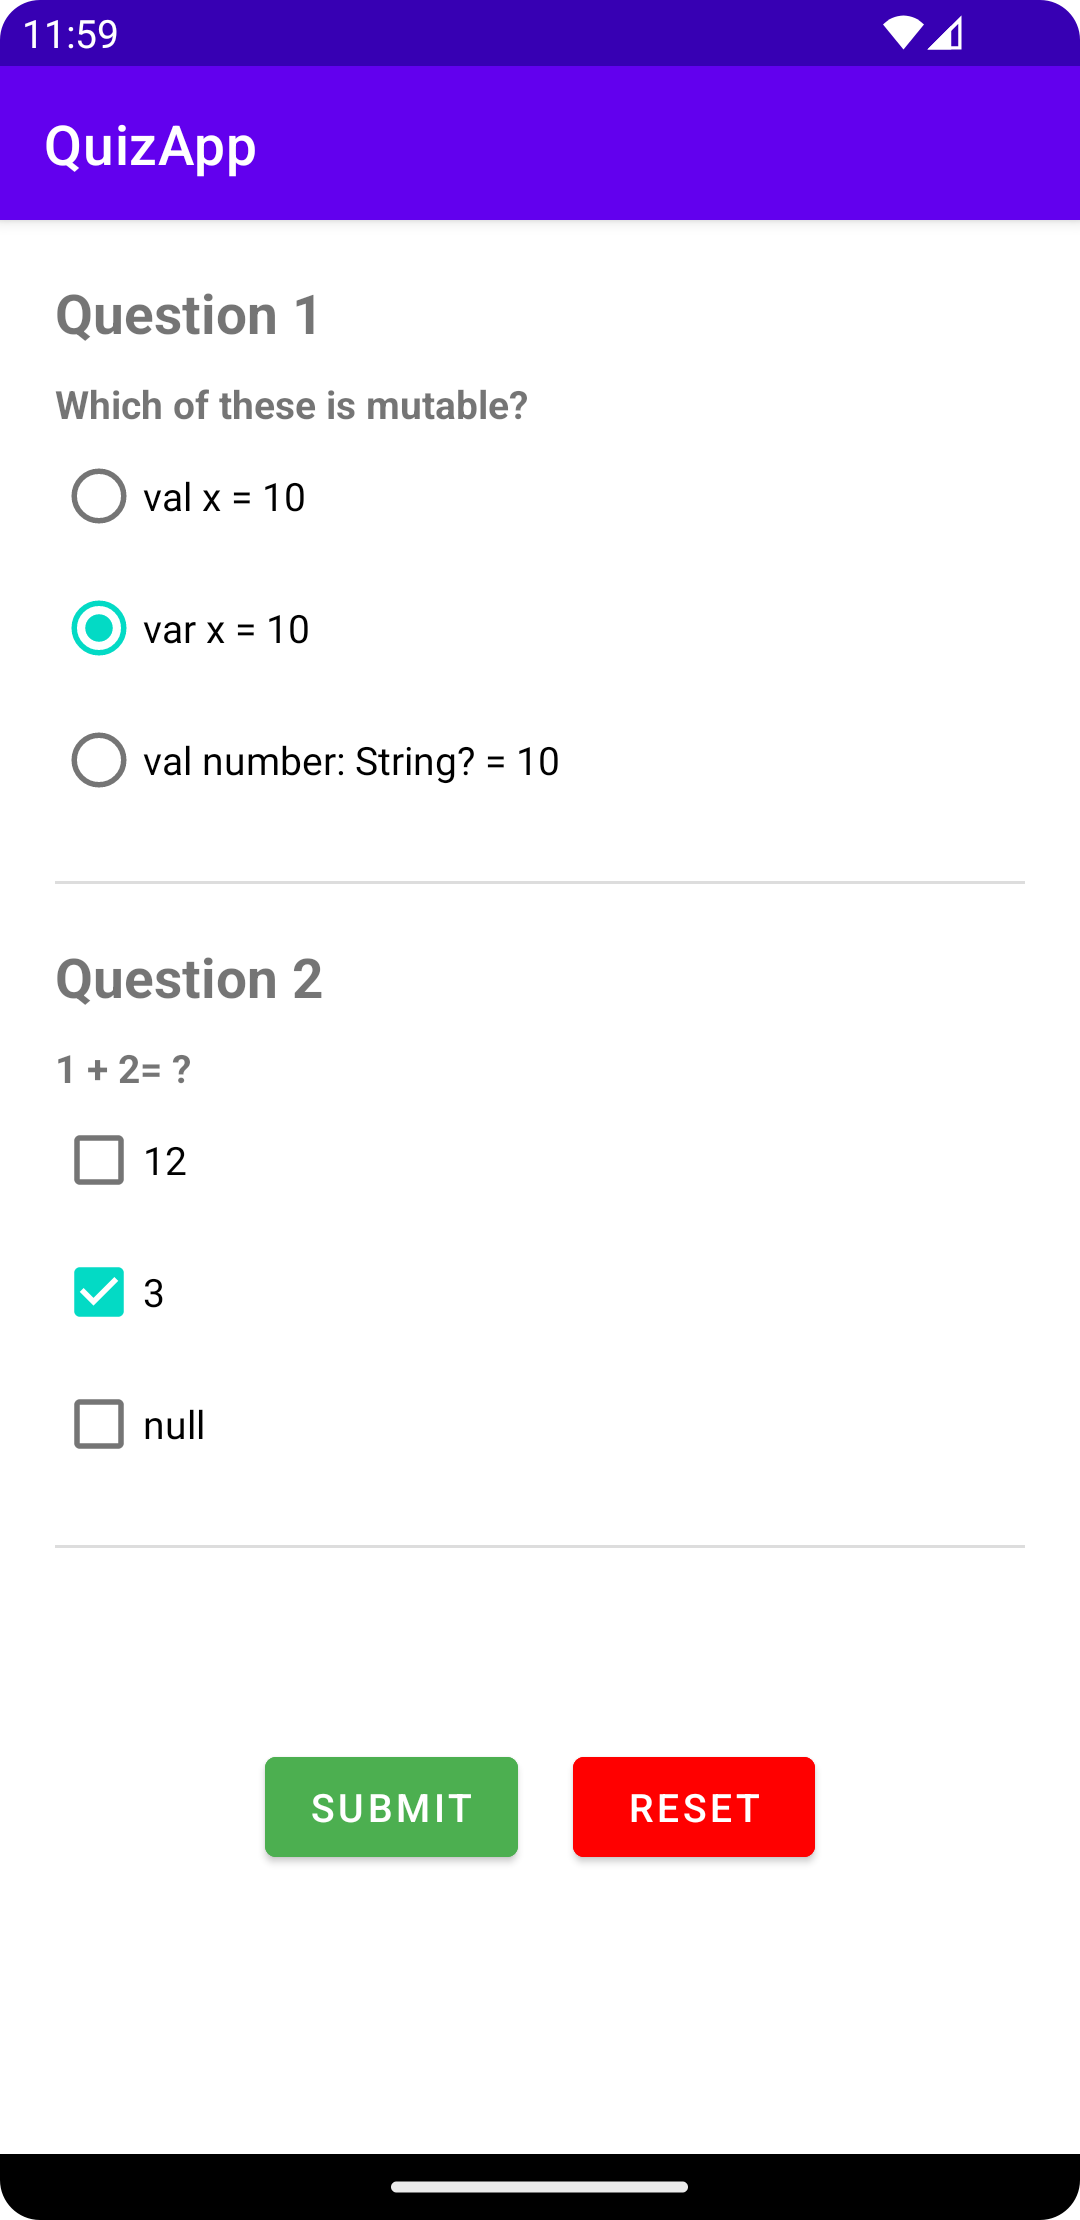 11:59
QuizApp
Question 1
Which of these is mutable?
val x = 10
var x = 10
val number: String? = 10
Question 2
1 + 2= ?
12
3
null
SUBMIT
RESET